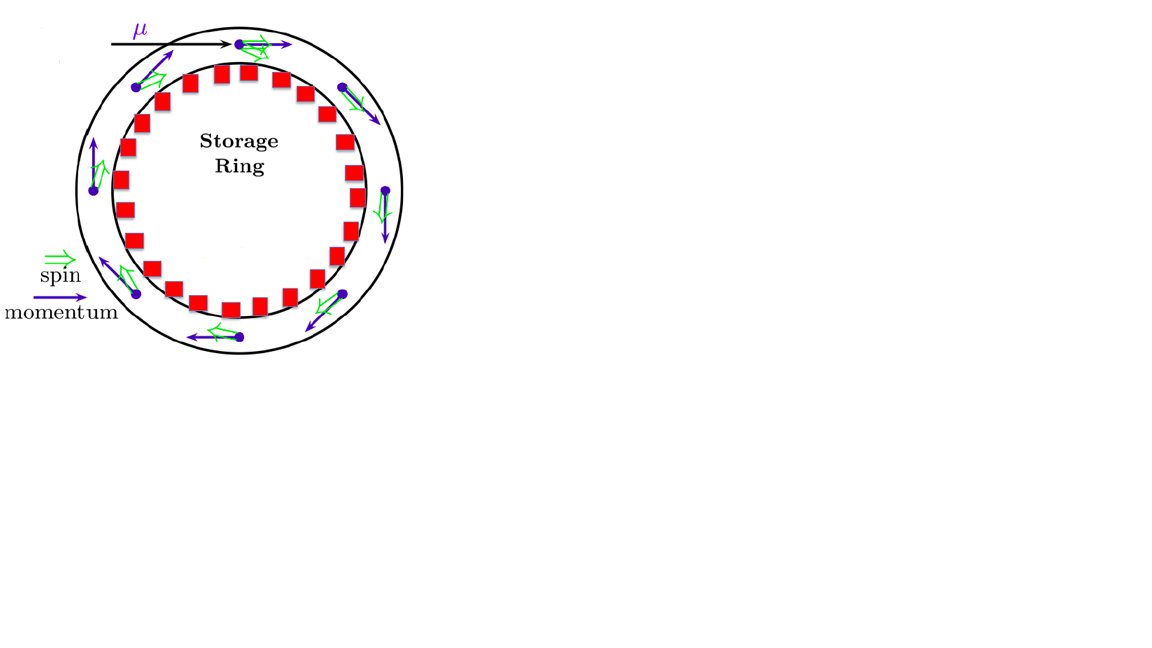 μ
Storage
Ring
spin
momentum